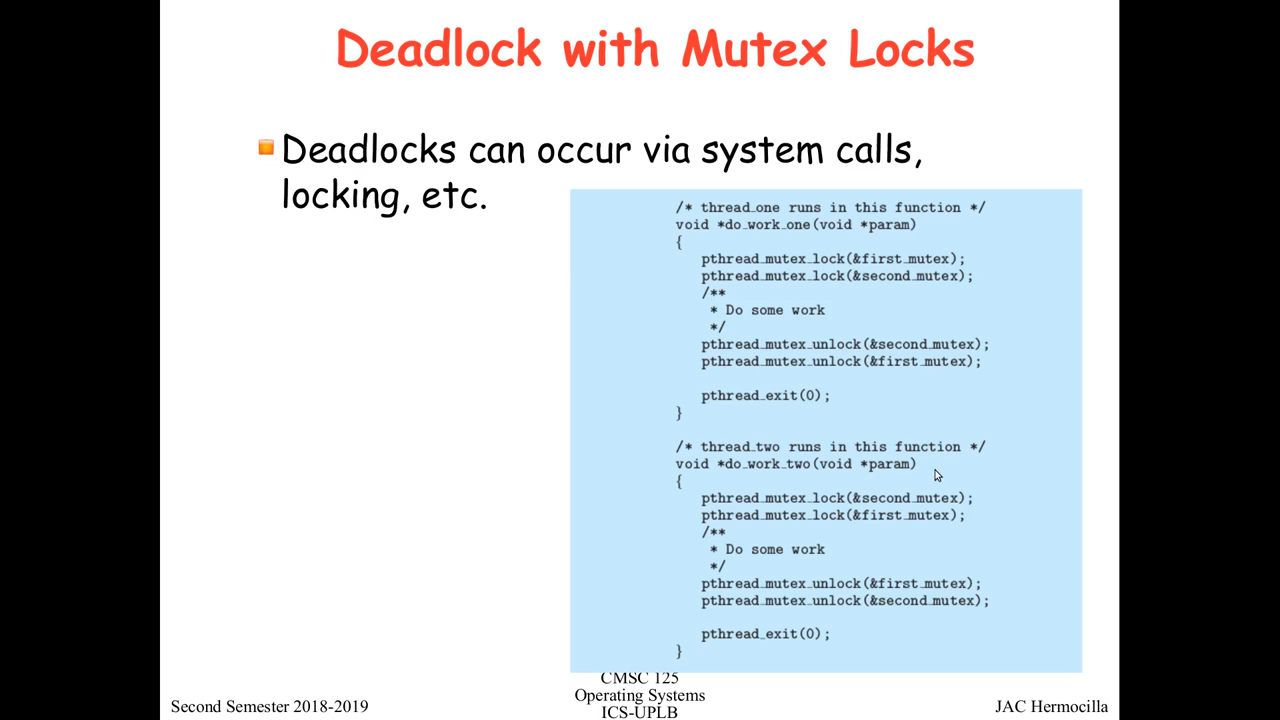 Deadlock with Mutex Locks
Deadlocks can occur via system calls,
locking, etc.
/* thread_one runs in this function */
void *do_work_one(void *param)
{
pthread_mutex_lock(&first_mutex);
pthread_mutex_lock(&second_mutex);
/**
* Do some work
*/
pthread_mutex_unlock(&second_mutex);
pthread_mutex_unlock(&first_mutex);
pthread_exit(0);
}
/* thread_two runs in this function */
void *do_work_two(void *param)
{
pthread_mutex_lock(&second_mutex);
pthread_mutex_lock(&first_mutex);
/**
* Do some work
*/
pthread_mutex_unlock(&first_mutex);
pthread_mutex_unlock(&second_mutex);
pthread_exit(0);
}
Second Semester 2018-2019
CMSC 125
Operating Systems
ICS-UPLB
JAC Hermocilla